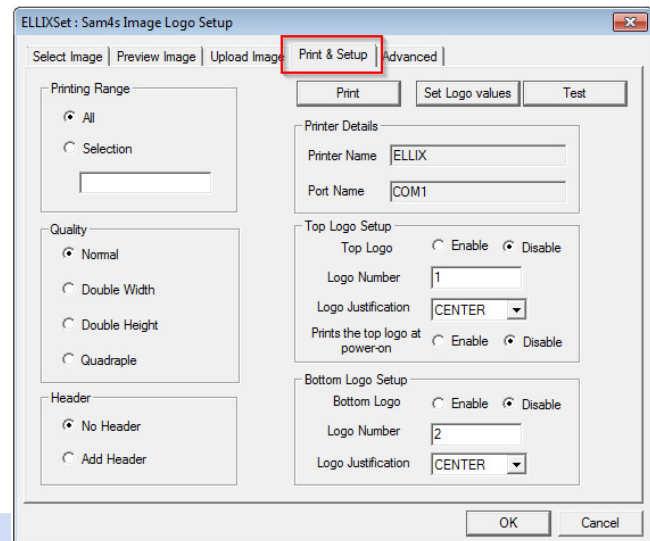 ELLIXSet : Sam4s Image Logo Setup
Select Image Preview Image Upload Image Print & Setup Advanced
Printing Range
All
Selection
Quality
Normal
Double Width
Double Height
Quadraple
Header
No Header
Add Header
Print Set Logo values Test
Printer Details
Printer Name ELLIX
Port Name COM1
Top Logo Setup
Top Logo Enable Disable
Logo Number 1
Logo Justification CENTER
Prints the top logo at
power-on Enable Disable
Bottom Logo Setup
Bottom Logo Enable Disable
Logo Number 2
Logo Justification CENTER
OK Cancel